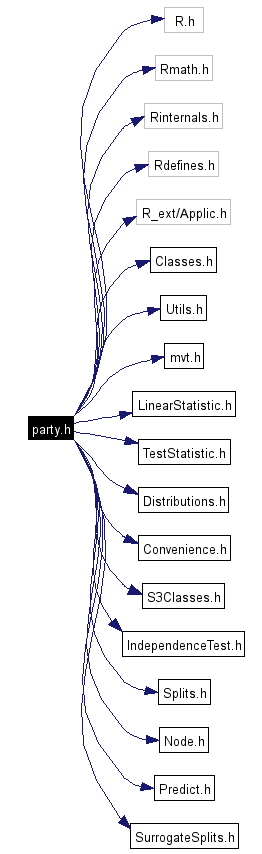 R.h
Rmath.h
Rinternals.h
Rdefines.h
R_ext/Applic.h
Classes.h
Utils.h
mvt.h
LinearStatistic.h
party.h
TestStatistic.h
Distributions.h
Convenience.h
S3Classes.h
IndependenceTest.h
Splits.h
Node.h
Predict.h
SurrogateSplits.h